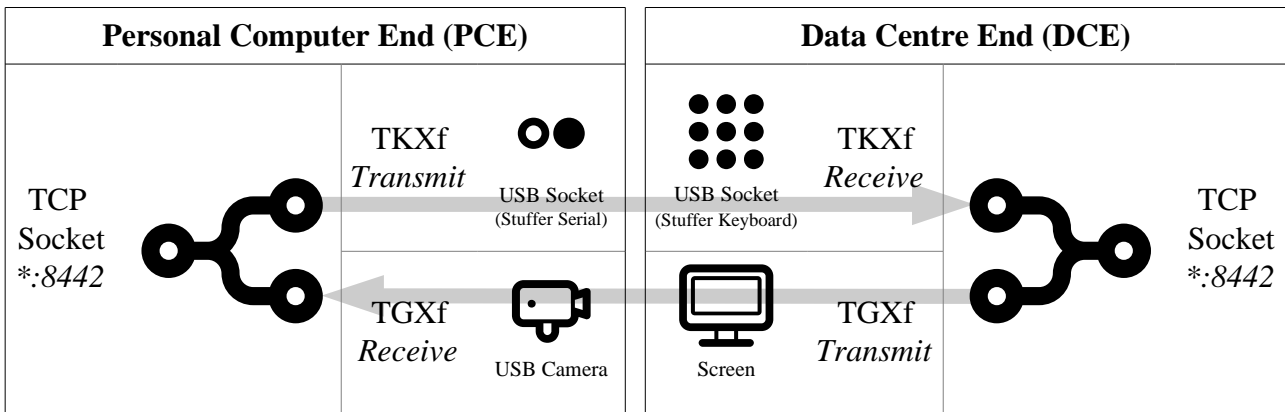 Personal Computer End (PCE)
Data Centre End (DCE)
TCP
Socket
*:8442
TKXf
Transmit
USB Socket
(Stuffer Serial)
USB Socket
(Stuffer Keyboard)
TKXf
Receive
TCP
Socket
*:8442
TGXf
Receive
USB Camera
Screen
TGXf
Transmit